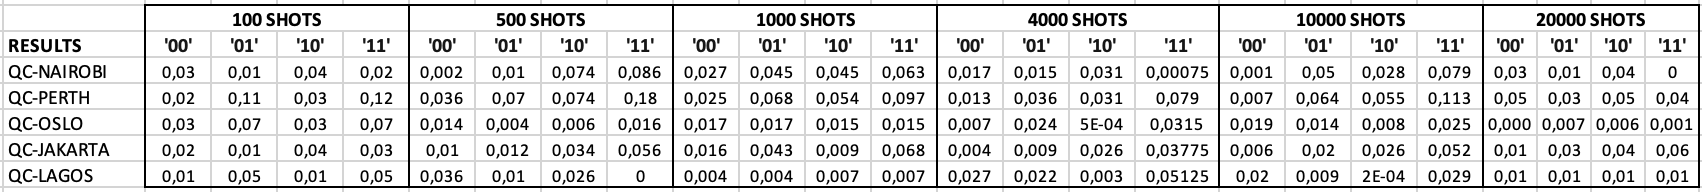 100 SHOTS 500 SHOTS 1000 SHOTS 4000 SHOTS 10000 SHOTS 20000 SHOTS
RESULTS '00' '01' '10' '11' '00' '01' '10' '11' '00' '01' '10' '11' '00' '01' '10' '11' '00' '01' '10' '11' '00' '01' '10' '11'
QC-NAIROBI 0,03 0,01 0,04 0,02 0,002 0,01 0,074 0,086 0,027 0,045 0,045 0,063 0,017 0,015 0,031 0,00075 0,001 0,05 0,028 0,079 0,03 0,01 0,04 0
QC-PERTH 0,02 0,11 0,03 0,12 0,036 0,07 0,074 0,18 0,025 0,068 0,054 0,097 0,013 0,036 0,031 0,079 0,007 0,064 0,055 0,113 0,05 0,03 0,05 0,04
QC-OSLO 0,03 0,07 0,03 0,07 0,014 0,004 0,006 0,016 0,017 0,017 0,015 0,015 0,007 0,024 5E-04 0,0315 0,019 0,014 0,008 0,025 0,000 0,007 0,006 0,001
QC-JAKARTA 0,02 0,01 0,04 0,03 0,01 0,012 0,034 0,056 0,016 0,043 0,009 0,068 0,004 0,009 0,026 0,03775 0,006 0,02 0,026 0,052 0,01 0,03 0,04 0,06
QC-LAGOS 0,01 0,05 0,01 0,05 0,036 0,01 0,026 0 0,004 0,004 0,007 0,007 0,027 0,022 0,003 0,05125 0,02 0,009 2E-04 0,029 0,01 0,01 0,01 0,01